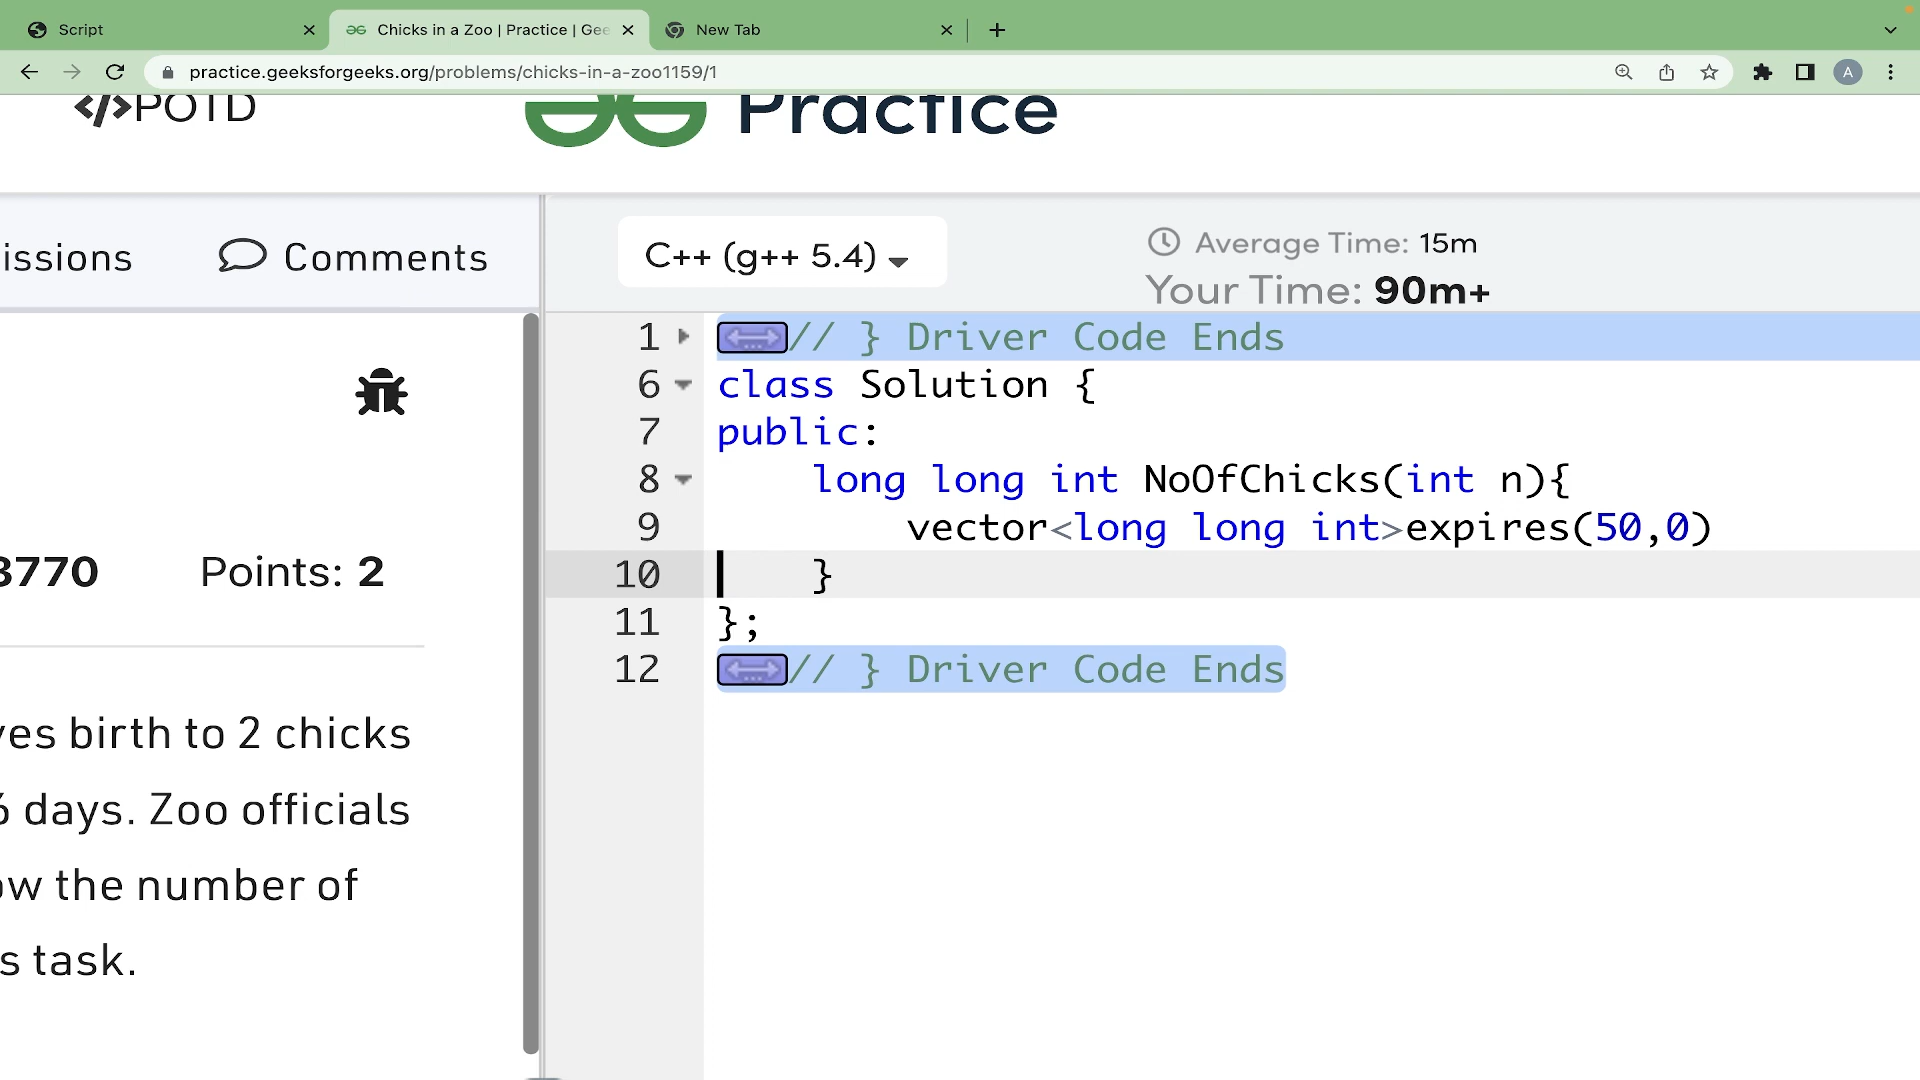 Script
Chicks in a Zoo | Practice | Gee
New Tab
practice.geeksforgeeks.org/problems/chicks-in-a-zoo1159/1
A
</>POTD
Practice
issions
Comments
C++ (g++ 5.4)
Average Time: 15m
Your Time: 90m+
3770
Points: 2
ves birth to 2 chicks
6 days. Zoo officials
ow the number of
s task.
1 // } Driver Code Ends
6 class Solution {
7 public:
8 long long int NoOfChicks(int n){
9 vector<long long int>expires(50,0)
10 }
11 };
12 // } Driver Code Ends